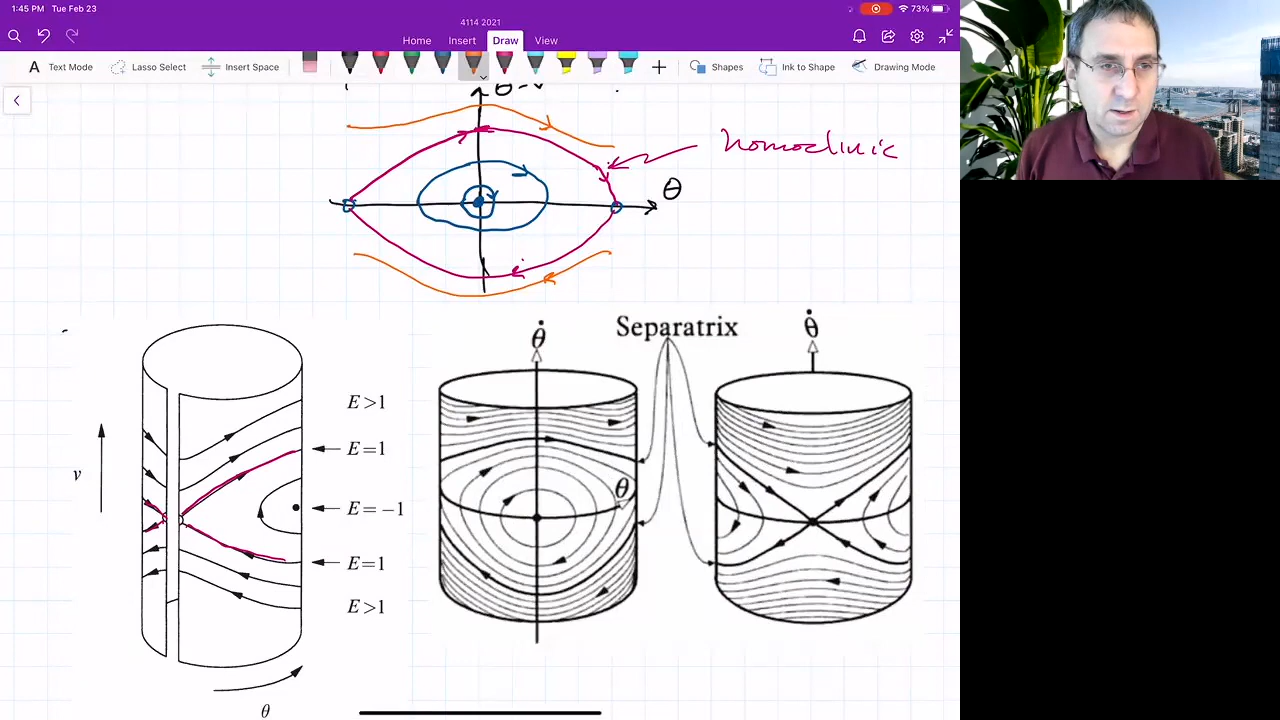 1:45 PM Tue Feb 23
73%
4114 2021
Home Insert Draw View
Text Mode Lasso Select Insert Space Shapes Ink to Shape Drawing Mode
homoclinic
θ
Separatrix
θ̇ θ̇
E>1
E=1
v
θ
E=−1
E=1
E>1
θ